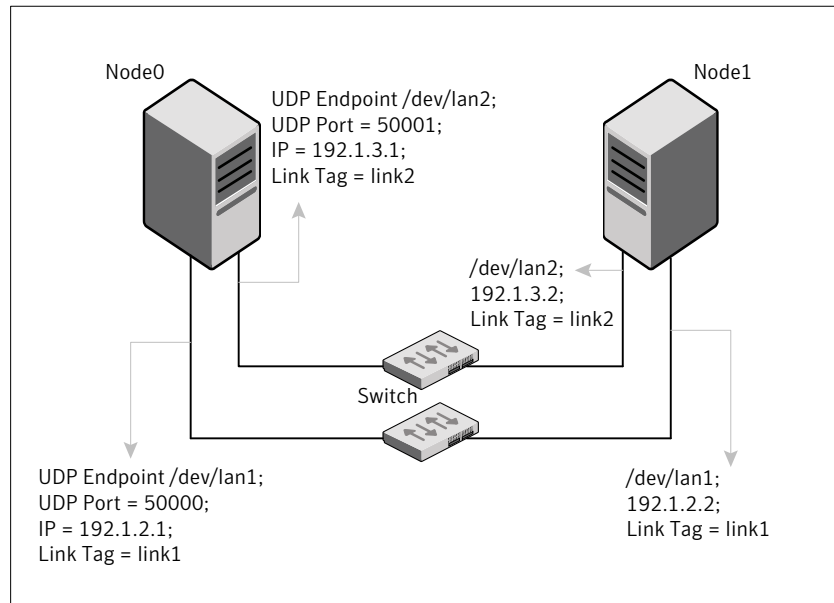 Node0
Node1
UDP Endpoint /dev/lan2;
UDP Port = 50001;
IP = 192.1.3.1;
Link Tag = link2
/dev/lan2;
192.1.3.2;
Link Tag = link2
Switch
UDP Endpoint /dev/lan1;
UDP Port = 50000;
IP = 192.1.2.1;
Link Tag = link1
/dev/lan1;
192.1.2.2;
Link Tag = link1